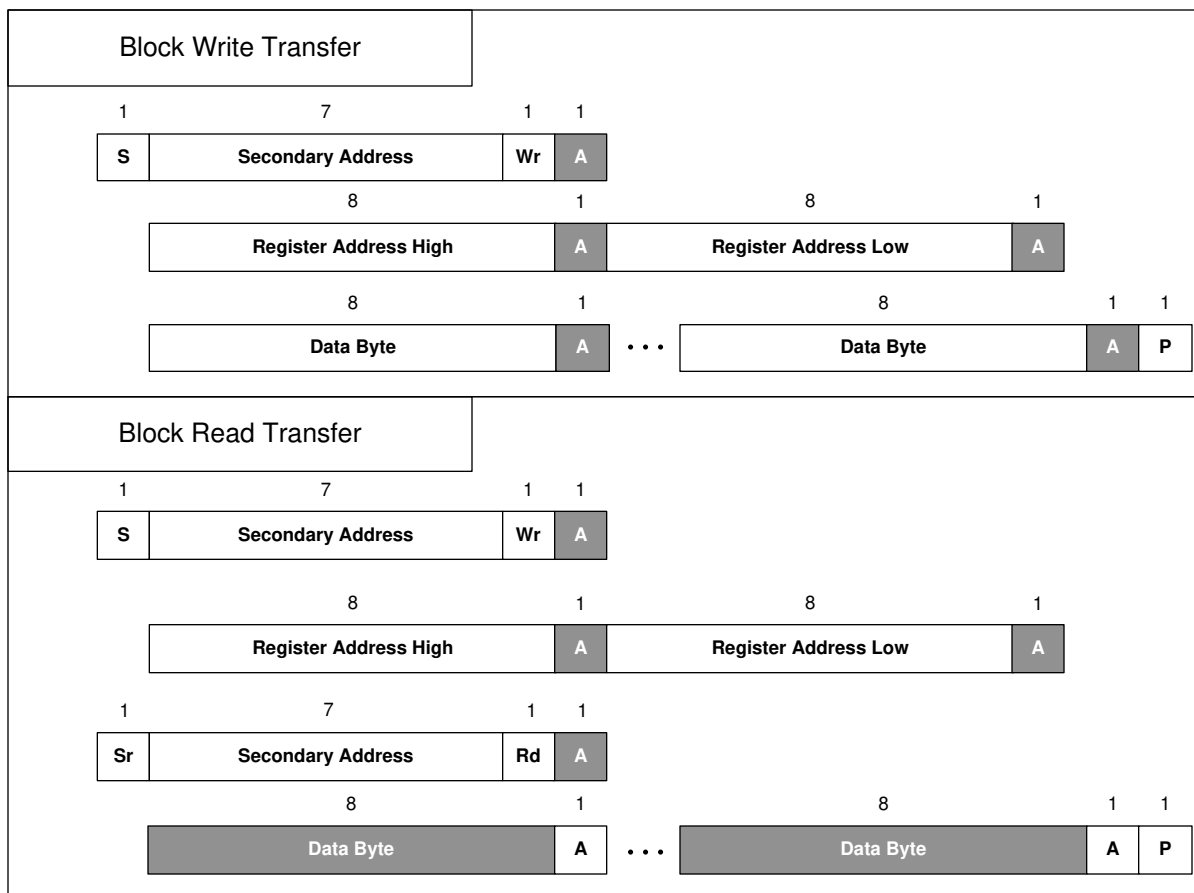 Block Write Transfer
1 7 1 1
S Secondary Address Wr A
8 1 8 1
Register Address High A Register Address Low A
8 1 8 1 1
Data Byte A • • • Data Byte A P
Block Read Transfer
1 7 1 1
S Secondary Address Wr A
8 1 8 1
Register Address High A Register Address Low A
1 7 1 1
Sr Secondary Address Rd A
8 1 8 1 1
Data Byte A • • • Data Byte A P